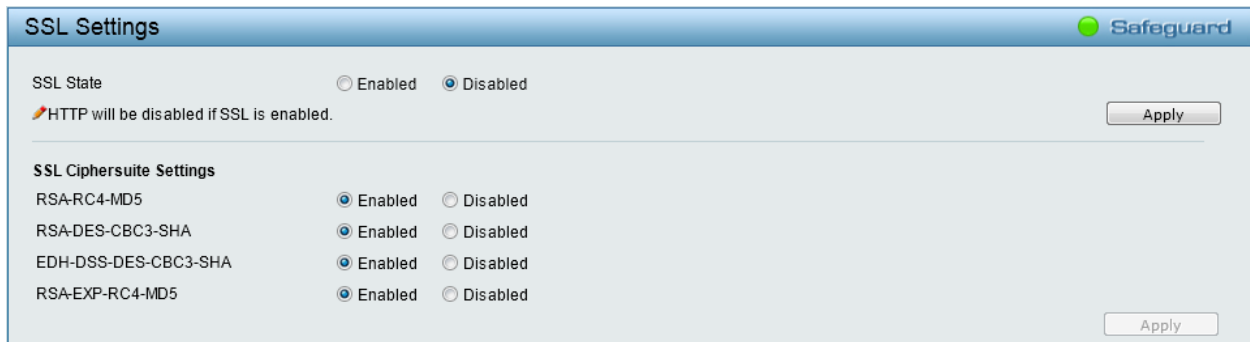 SSL Settings
Safeguard
SSL State Enabled Disabled
HTTP will be disabled if SSL is enabled.
Apply
SSL Ciphersuite Settings
RSA-RC4-MD5 Enabled Disabled
RSA-DES-CBC3-SHA Enabled Disabled
EDH-DSS-DES-CBC3-SHA Enabled Disabled
RSA-EXP-RC4-MD5 Enabled Disabled
Apply